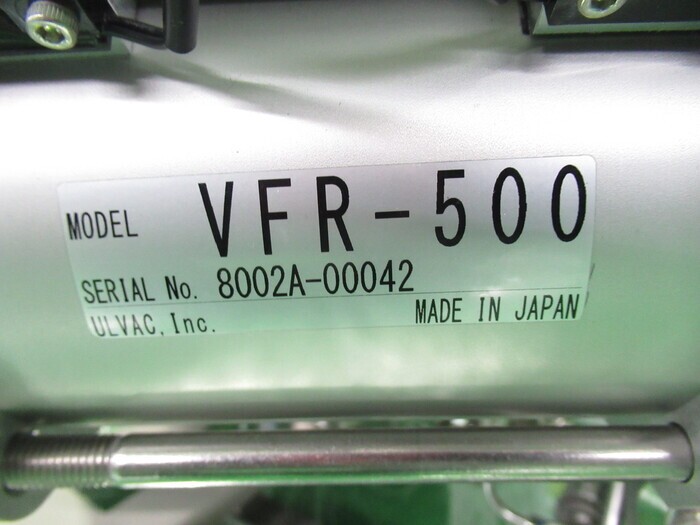 MODEL VFR-500
SERIAL No. 8002A-00042
ULVAC, Inc. MADE IN JAPAN